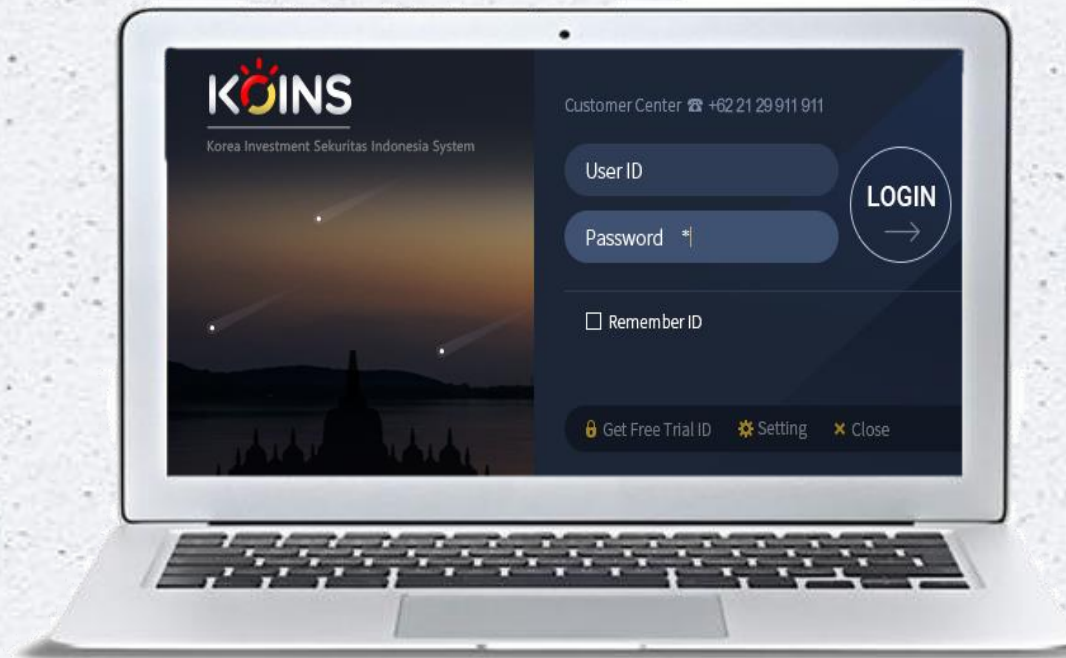 KOINS
Korea Investment Sekuritas Indonesia System
Customer Center ☎ +62 21 29 911 911
User ID
Password *
LOGIN
Remember ID
Get Free Trial ID Setting Close